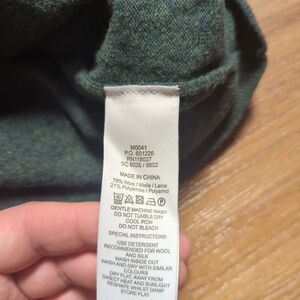 M0041
P.O. 601226
RN118027
SC 8035 / 9602
MADE IN CHINA
79% Wool / Wolle / Laine
21% Polyamide / Polyamid
GENTLE MACHINE WASH
DO NOT TUMBLE DRY
COOL IRON
DO NOT BLEACH
SPECIAL INSTRUCTIONS
USE DETERGENT
RECOMMENDED FOR WOOL
AND SILK
WASH INSIDE OUT
WASH AND DRY WITH SIMILAR
COLOURS
DRY FLAT, AWAY FROM
DIRECT HEAT AND SUNLIGHT
RESHAPE WHILST DAMP
STORE FLAT